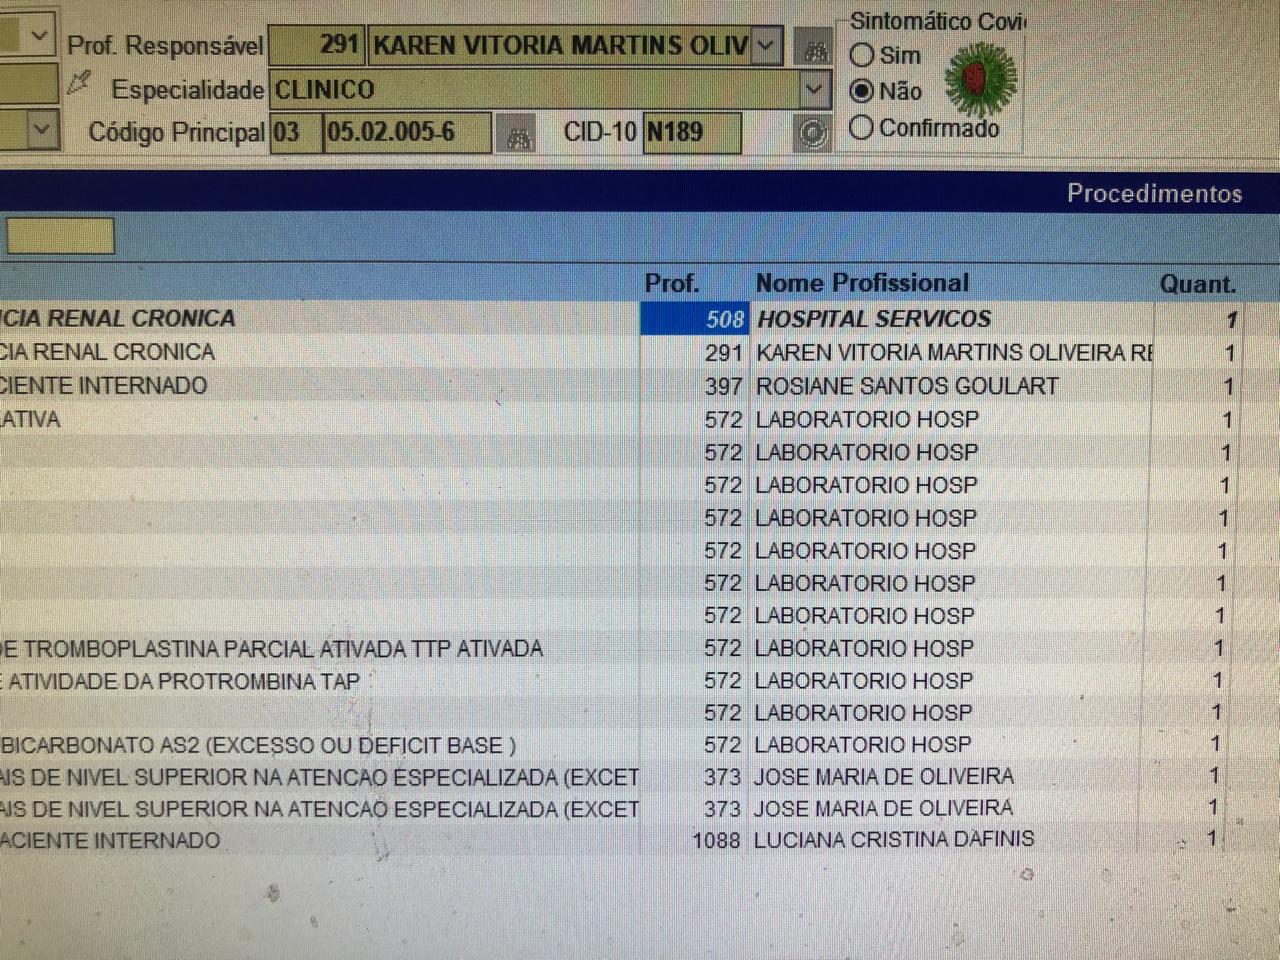 Sintomático Covi
Prof. Responsável 291 KAREN VITORIA MARTINS OLIV
Sim
Especialidade CLINICO
Não
Código Principal 03 05.02.005-6 CID-10 N189
Confirmado
Procedimentos
Prof. Nome Profissional Quant.
CIA RENAL CRONICA 508 HOSPITAL SERVICOS 1
CIA RENAL CRONICA 291 KAREN VITORIA MARTINS OLIVEIRA RE 1
CIENTE INTERNADO 397 ROSIANE SANTOS GOULART 1
ATIVA 572 LABORATORIO HOSP 1
572 LABORATORIO HOSP 1
572 LABORATORIO HOSP 1
572 LABORATORIO HOSP 1
572 LABORATORIO HOSP 1
572 LABORATORIO HOSP 1
572 LABORATORIO HOSP 1
DE TROMBOPLASTINA PARCIAL ATIVADA TTP ATIVADA 572 LABORATORIO HOSP 1
E ATIVIDADE DA PROTROMBINA TAP 572 LABORATORIO HOSP 1
572 LABORATORIO HOSP 1
BICARBONATO AS2 (EXCESSO OU DEFICIT BASE ) 572 LABORATORIO HOSP 1
AIS DE NIVEL SUPERIOR NA ATENCAO ESPECIALIZADA (EXCET 373 JOSE MARIA DE OLIVEIRA 1
AIS DE NIVEL SUPERIOR NA ATENCAO ESPECIALIZADA (EXCET 373 JOSE MARIA DE OLIVEIRA 1
ACIENTE INTERNADO 1088 LUCIANA CRISTINA DAFINIS 1